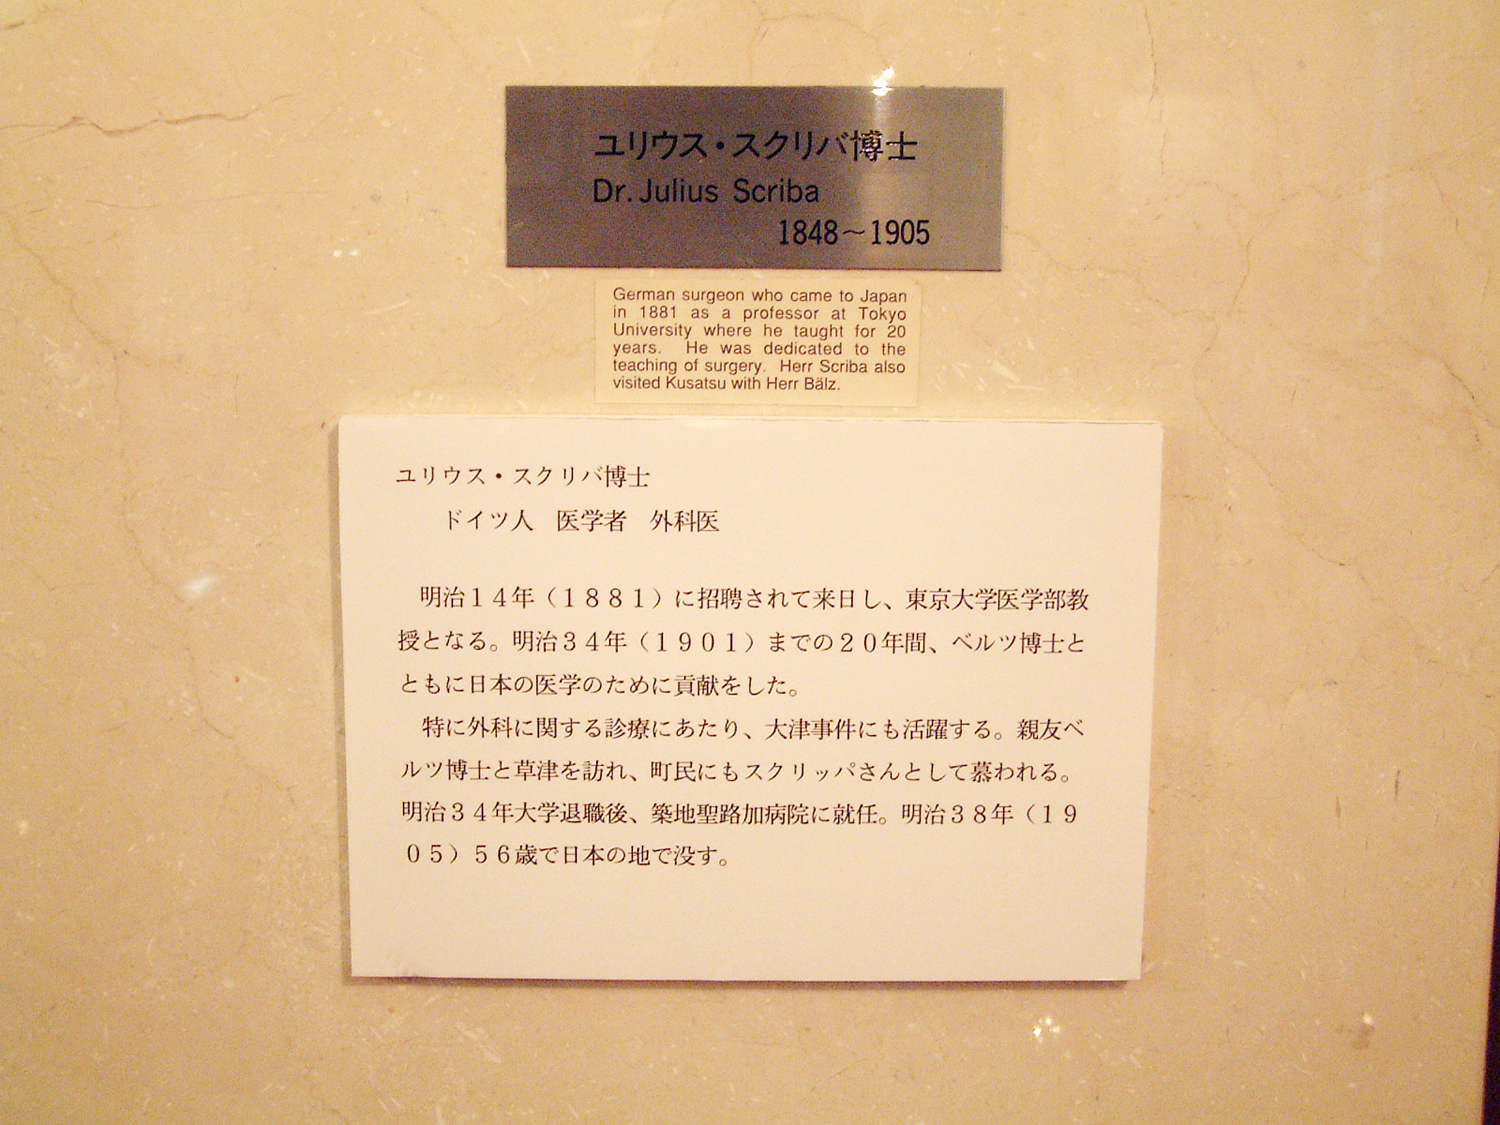 ユリウス・スクリバ博士
Dr. Julius Scriba
1848〜1905
German surgeon who came to Japan
in 1881 as a professor at Tokyo
University where he taught for 20
years. He was dedicated to the
teaching of surgery. Herr Scriba also
visited Kusatsu with Herr Bälz.
ユリウス・スクリバ博士
ドイツ人　医学者　外科医
明治１４年（１８８１）に招聘されて来日し、東京大学医学部教
授となる。明治３４年（１９０１）までの２０年間、ベルツ博士と
ともに日本の医学のために貢献をした。
特に外科に関する診療にあたり、大津事件にも活躍する。親友ベ
ルツ博士と草津を訪れ、町民にもスクリッパさんとして慕われる。
明治３４年大学退職後、築地聖路加病院に就任。明治３８年（１９
０５）５６歳で日本の地で没す。